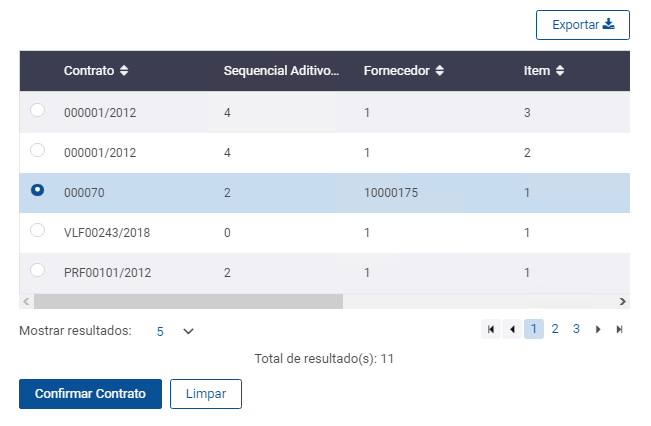 Exportar
Contrato Sequencial Aditivo... Fornecedor Item
000001/2012 4 1 3
000001/2012 4 1 2
000070 2 10000175 1
VLF00243/2018 0 1 1
PRF00101/2012 2 1 1
Mostrar resultados: 5 1 2 3
Total de resultado(s): 11
Confirmar Contrato Limpar